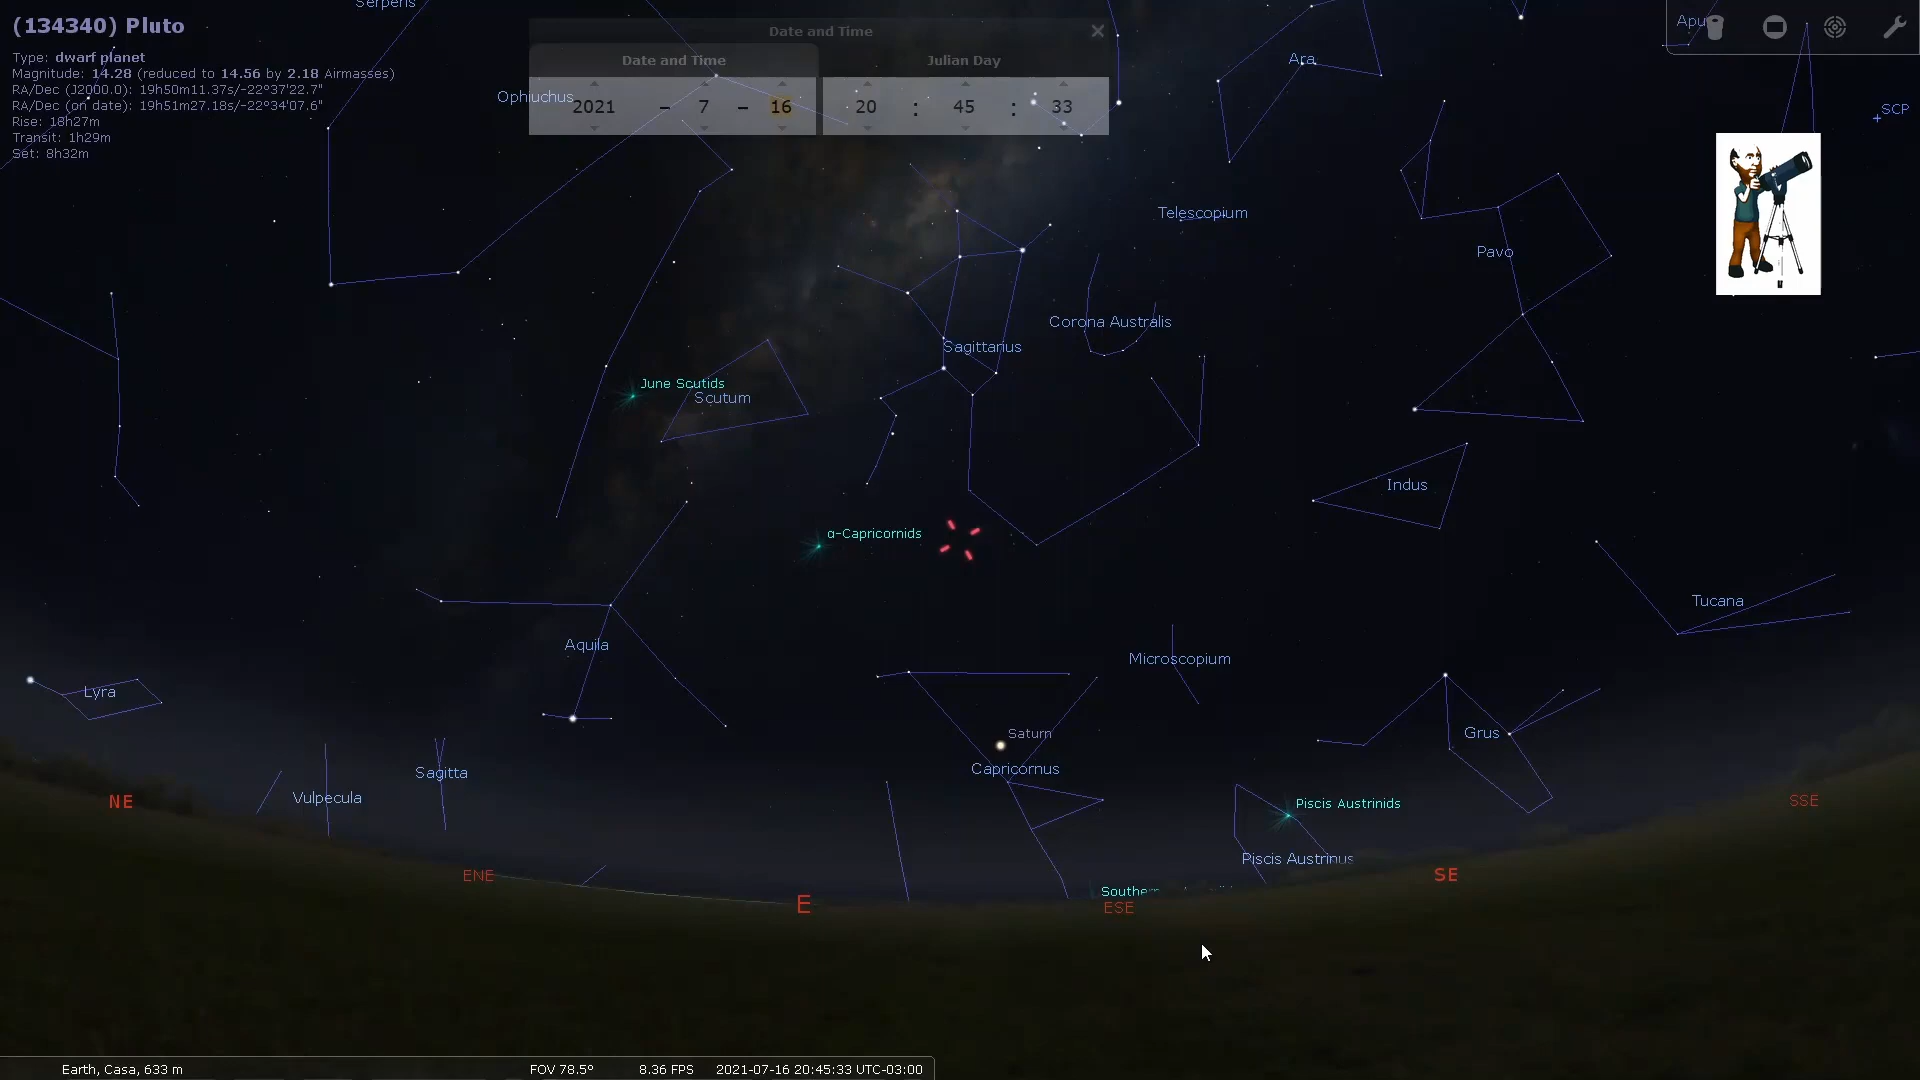 Serpens
(134340) Pluto
Type: dwarf planet
Magnitude: 14.28 (reduced to 14.56 by 2.18 Airmasses)
RA/Dec (J2000.0): 19h50m11.37s/-22°37'22.7"
RA/Dec (on date): 19h51m27.18s/-22°34'07.6"
Rise: 18h27m
Transit: 1h29m
Set: 8h32m
Date and Time
Date and Time
Julian Day
2021 – 7 – 16
20 : 45 : 33
Apus
Ara
Ophiuchus
SCP
Telescopium
Pavo
Corona Australis
Sagittarius
June Scutids
Scutum
Indus
α-Capricornids
Tucana
Aquila
Microscopium
Lyra
Saturn
Grus
Capricornus
Sagitta
Vulpecula
NE
Piscis Austrinids
SSE
Piscis Austrinus
ENE
SE
E
ESE
Earth, Casa, 633 m
FOV 78.5°
8.36 FPS
2021-07-16 20:45:33 UTC-03:00